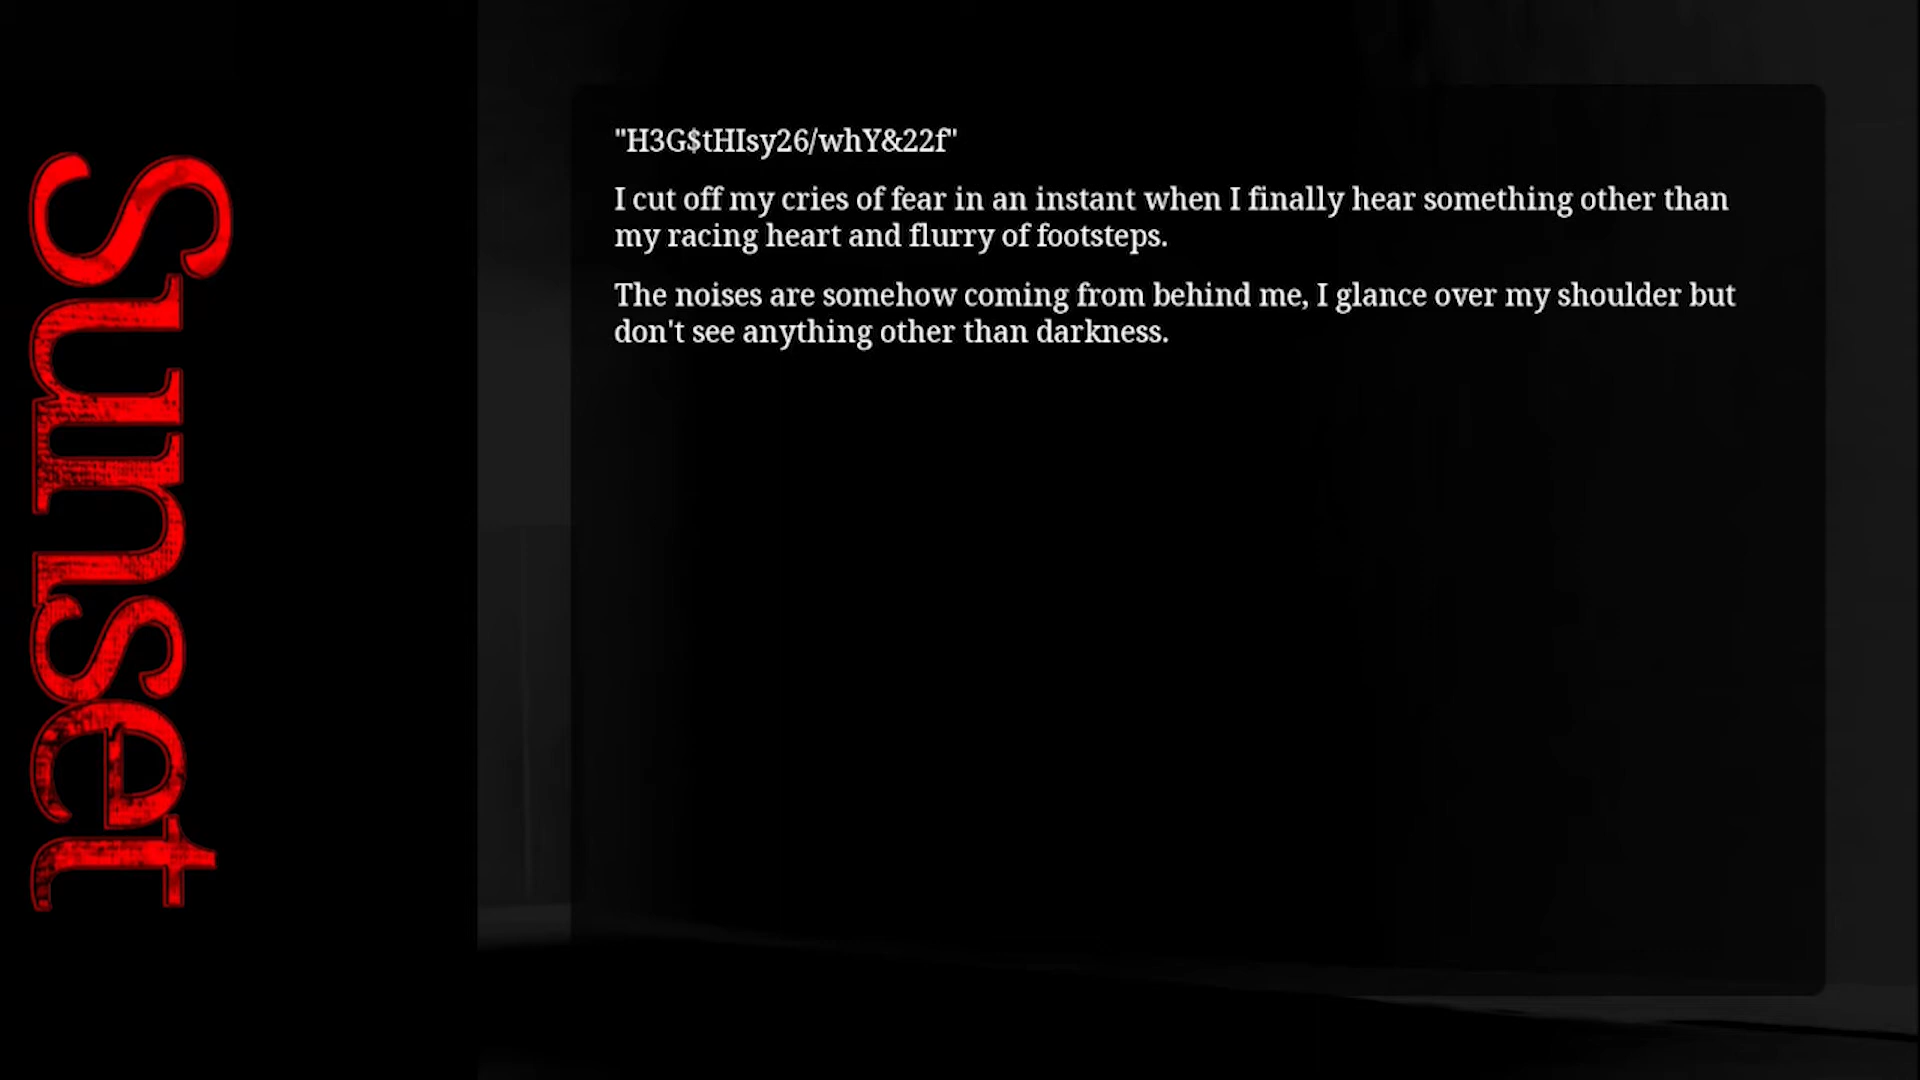 Sunset
"H3G$tHIsy26/whY&22f"
I cut off my cries of fear in an instant when I finally hear something other than
my racing heart and flurry of footsteps.
The noises are somehow coming from behind me, I glance over my shoulder but
don't see anything other than darkness.